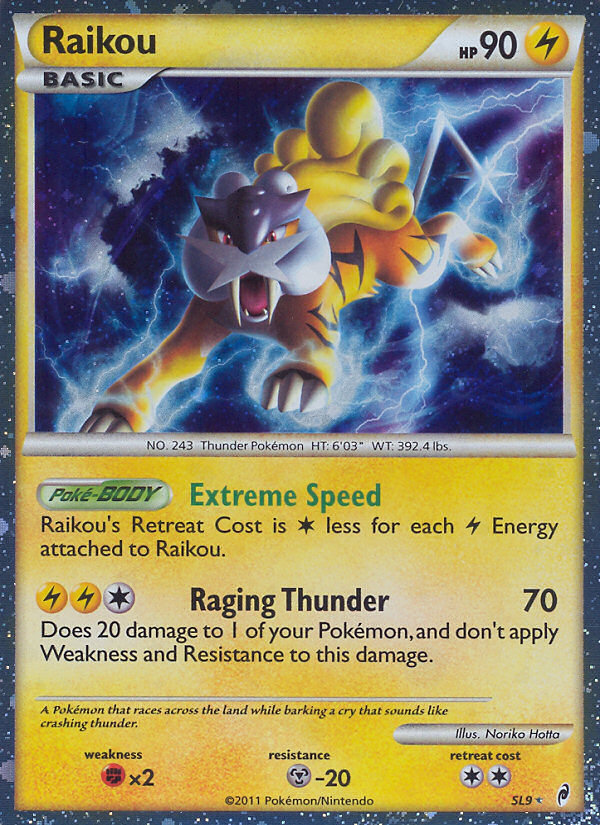 Raikou
HP 90
BASIC
NO. 243 Thunder Pokémon HT: 6'03" WT: 392.4 lbs.
Poké-BODY Extreme Speed
Raikou's Retreat Cost is less for each Energy
attached to Raikou.
Raging Thunder 70
Does 20 damage to 1 of your Pokémon, and don't apply
Weakness and Resistance to this damage.
A Pokémon that races across the land while barking a cry that sounds like
crashing thunder.
Illus. Noriko Hotta
weakness resistance retreat cost
×2 -20
©2011 Pokémon/Nintendo SL9